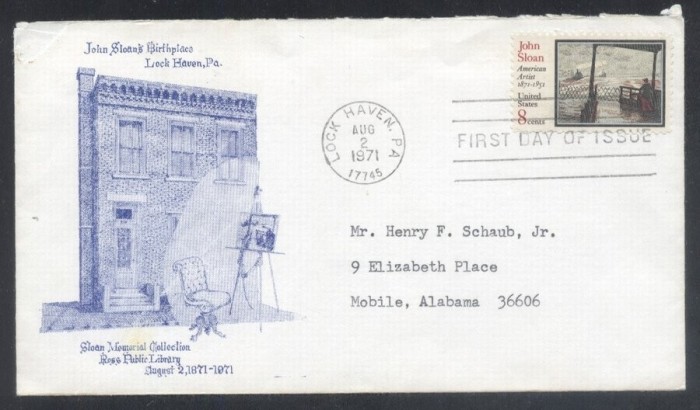 John Sloan's Birthplace
Lock Haven, Pa.
John
Sloan
American
Artist
1871-1951
United
States
8 cents
LOCK HAVEN, PA
AUG
2
1971
17745
FIRST DAY OF ISSUE
Mr. Henry F. Schaub, Jr.
9 Elizabeth Place
Mobile, Alabama 36606
Sloan Memorial Collection
Ross Public Library
August 2, 1871-1971